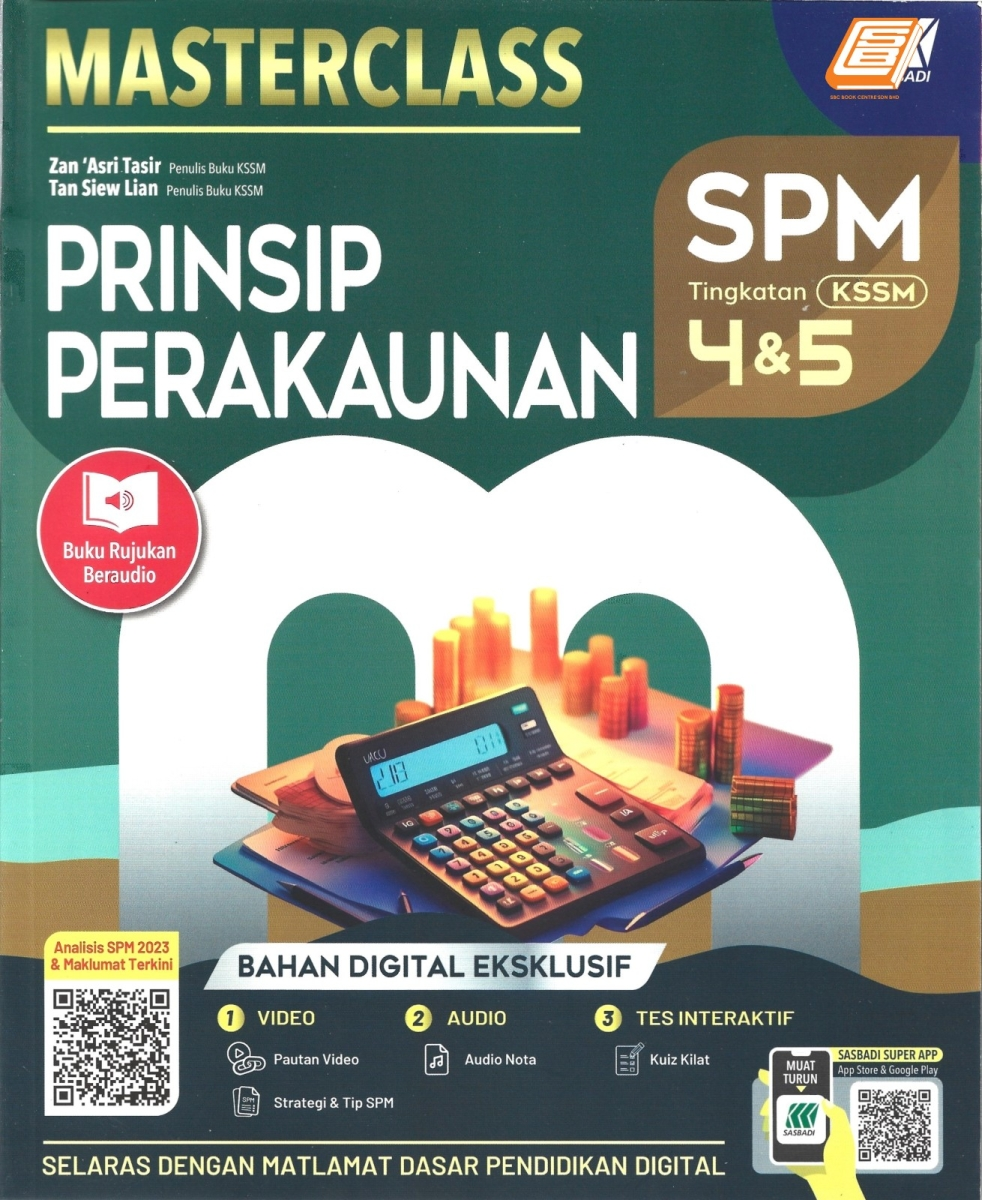 MASTERCLASS
SBC BOOK CENTRE SDN BHD
Zan ‘Asri Tasir Penulis Buku KSSM
Tan Siew Lian Penulis Buku KSSM
SPM
Tingkatan KSSM
4&5
PRINSIP
PERAKAUNAN
Buku Rujukan
Beraudio
Analisis SPM 2023
& Maklumat Terkini
BAHAN DIGITAL EKSKLUSIF
1 VIDEO
Pautan Video
SPM
Strategi & Tip SPM
2 AUDIO
Audio Nota
3 TES INTERAKTIF
Kuiz Kilat
MUAT
TURUN
SASBADI
SASBADI SUPER APP
App Store & Google Play
SELARAS DENGAN MATLAMAT DASAR PENDIDIKAN DIGITAL